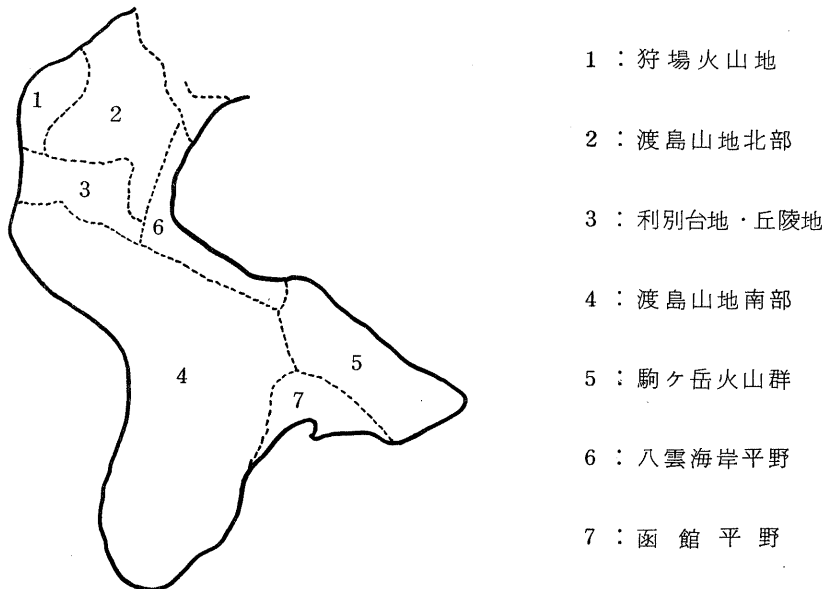 1 : 狩場火山地
2 : 渡島山地北部
3 : 利別台地・丘陵地
4 : 渡島山地南部
5 : 駒ケ岳火山群
6 : 八雲海岸平野
7 : 函館平野
1
2
3
6
4
5
7